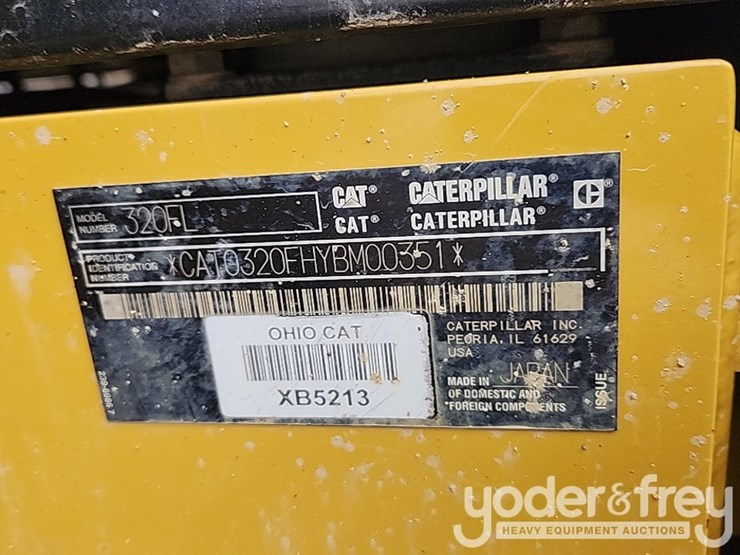 MODEL NUMBER 320FL
CAT® CATERPILLAR®
CAT® CATERPILLAR®
PRODUCT IDENTIFICATION NUMBER *CAT0320FHYBM00351*
OHIO CAT
XB5213
CATERPILLAR INC.
PEORIA, IL 61629
USA
MADE IN JAPAN
OF DOMESTIC AND
*FOREIGN COMPONENTS
ISSUE
yoder&frey
HEAVY EQUIPMENT AUCTIONS